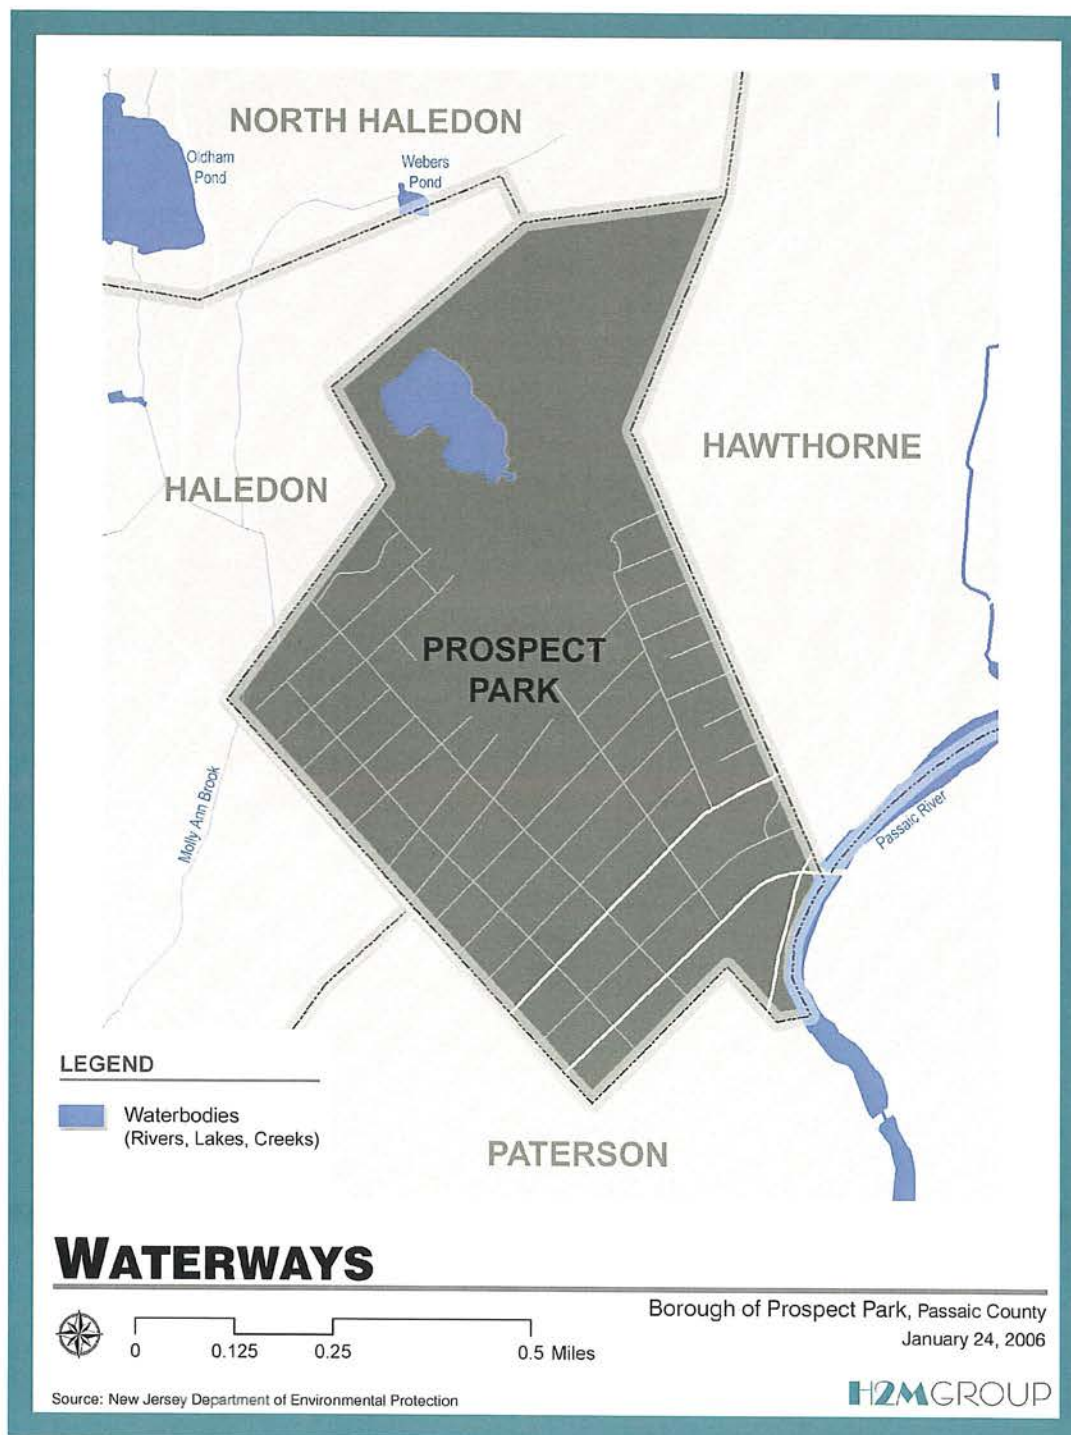 NORTH HALEDON
Oldham
Pond
Webers
Pond
HAWTHORNE
HALEDON
PROSPECT
PARK
Molly Ann Brook
Passaic River
LEGEND
Waterbodies
(Rivers, Lakes, Creeks)
PATERSON
WATERWAYS
0 0.125 0.25 0.5 Miles
Borough of Prospect Park, Passaic County
January 24, 2006
Source: New Jersey Department of Environmental Protection
H2MGROUP